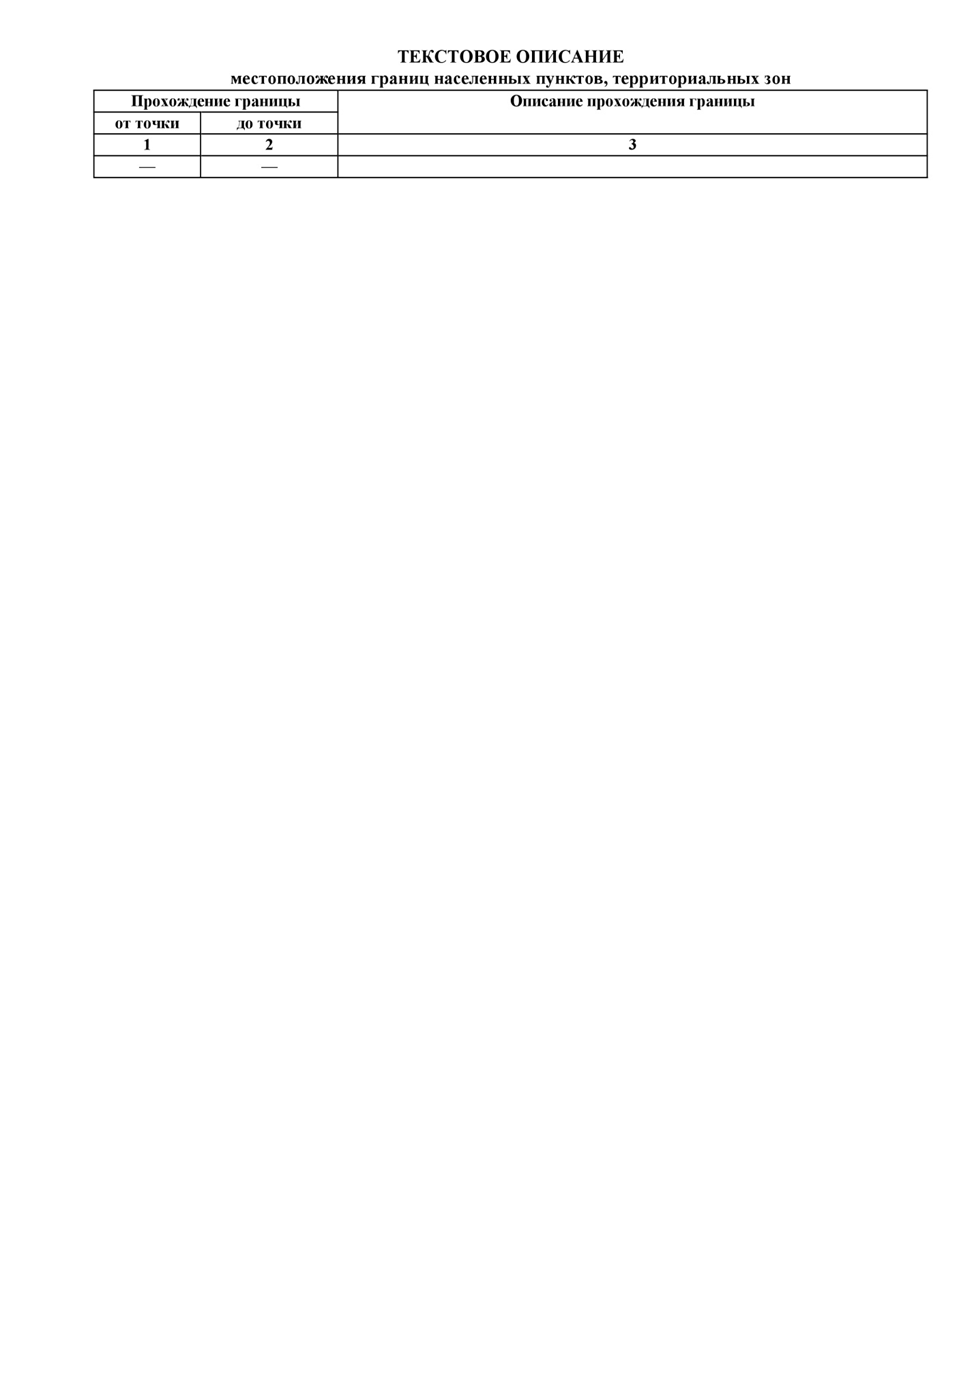 ТЕКСТОВОЕ ОПИСАНИЕ
местоположения границ населенных пунктов, территориальных зон
Прохождение границы
Описание прохождения границы
от точки
до точки
1
2
3
—
—